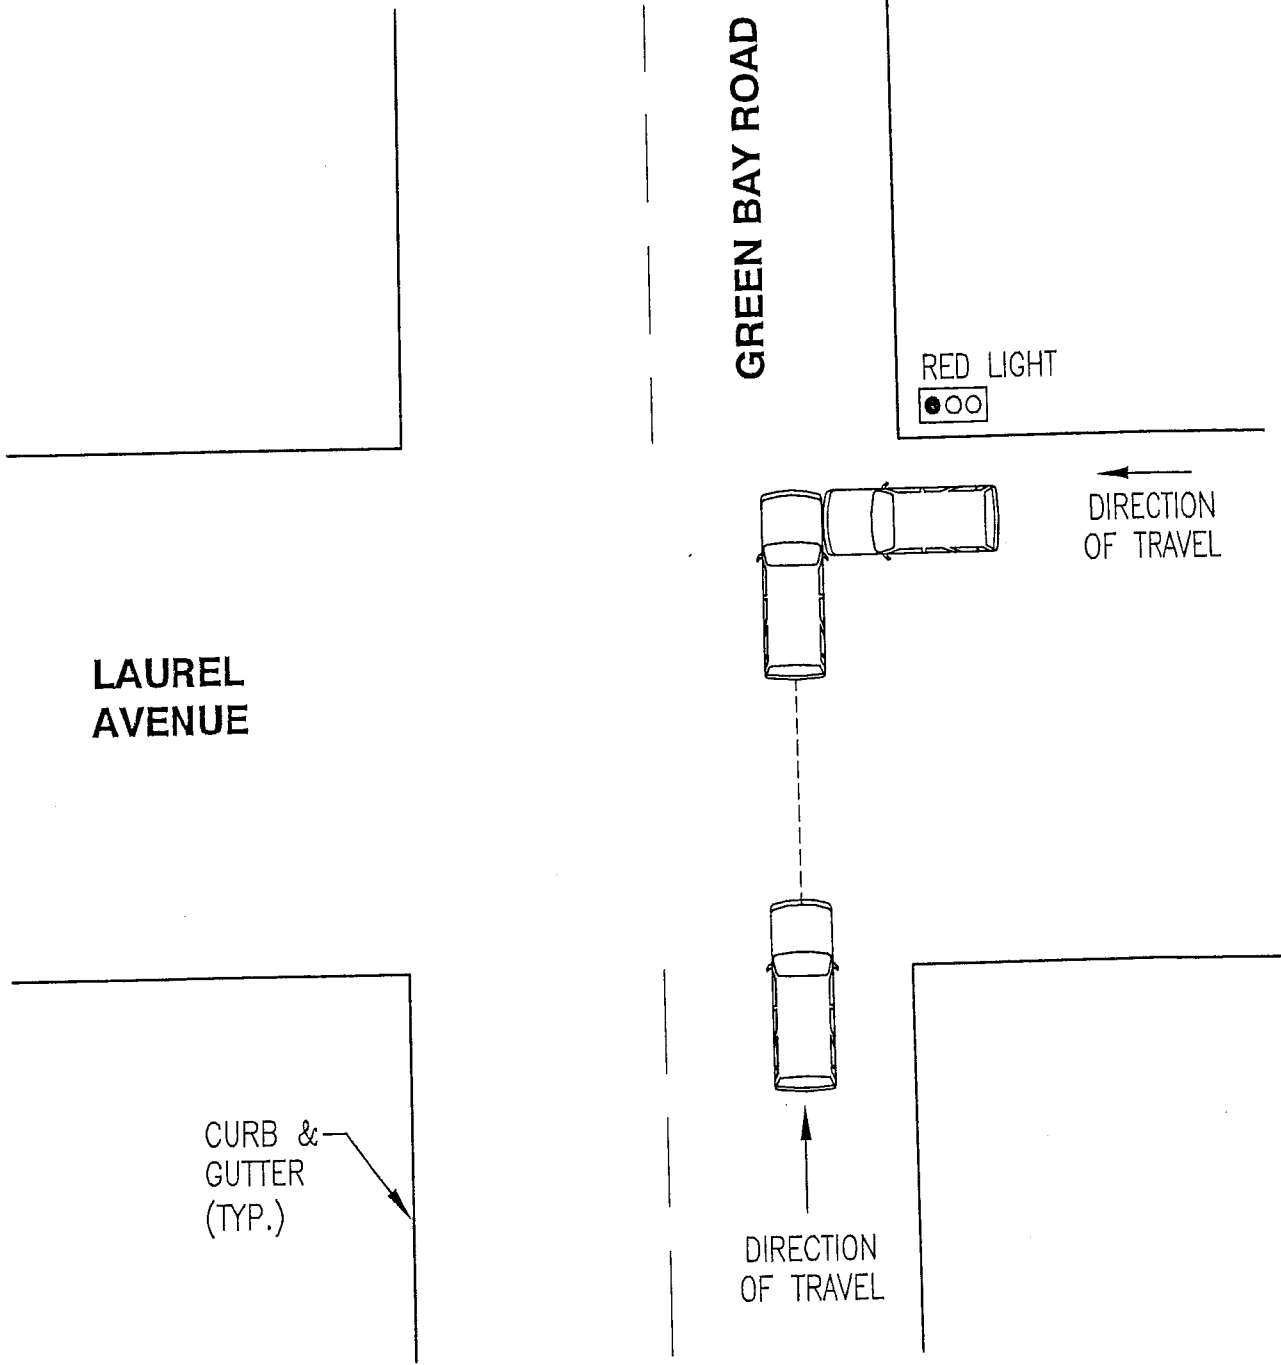 GREEN BAY ROAD
RED LIGHT
DIRECTION
OF TRAVEL
LAUREL
AVENUE
CURB &
GUTTER
(TYP.)
DIRECTION
OF TRAVEL